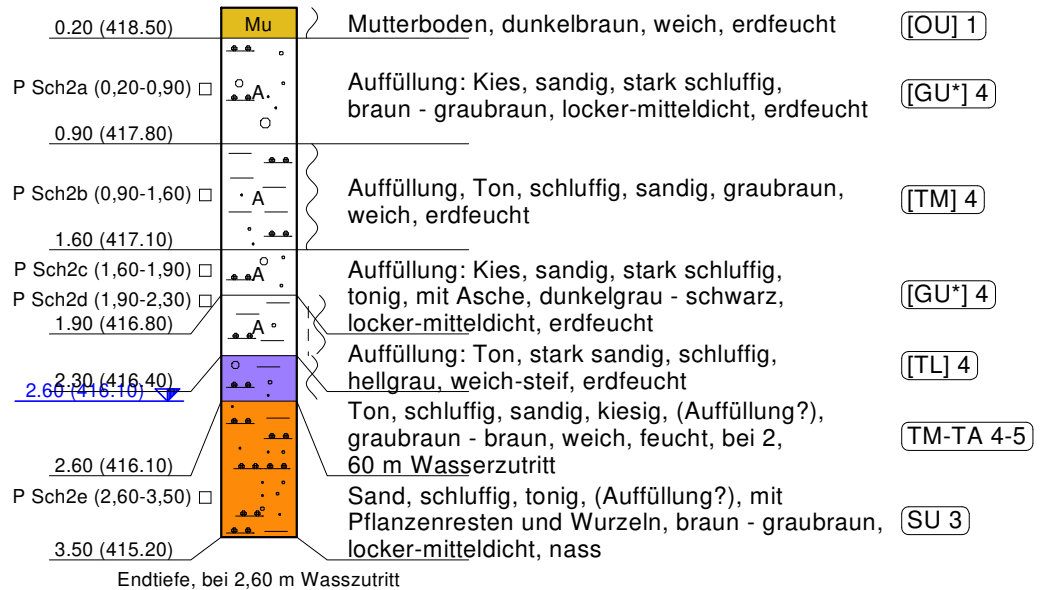 0.20 (418.50)
Mu
Mutterboden, dunkelbraun, weich, erdfeucht
[OU] 1
P Sch2a (0,20-0,90)
A
Auffüllung: Kies, sandig, stark schluffig,
braun - graubraun, locker-mitteldicht, erdfeucht
[GU*] 4
0.90 (417.80)
P Sch2b (0,90-1,60)
A
Auffüllung, Ton, schluffig, sandig, graubraun,
weich, erdfeucht
[TM] 4
1.60 (417.10)
P Sch2c (1,60-1,90)
A
Auffüllung: Kies, sandig, stark schluffig,
tonig, mit Asche, dunkelgrau - schwarz,
locker-mitteldicht, erdfeucht
[GU*] 4
P Sch2d (1,90-2,30)
1.90 (416.80)
A
Auffüllung: Ton, stark sandig, schluffig,
hellgrau, weich-steif, erdfeucht
[TL] 4
2.30 (416.40)
2.60 (416.10)
Ton, schluffig, sandig, kiesig, (Auffüllung?),
graubraun - braun, weich, feucht, bei 2,
60 m Wasserzutritt
TM-TA 4-5
2.60 (416.10)
P Sch2e (2,60-3,50)
Sand, schluffig, tonig, (Auffüllung?), mit
Pflanzenresten und Wurzeln, braun - graubraun,
locker-mitteldicht, nass
SU 3
3.50 (415.20)
Endtiefe, bei 2,60 m Wasszutritt